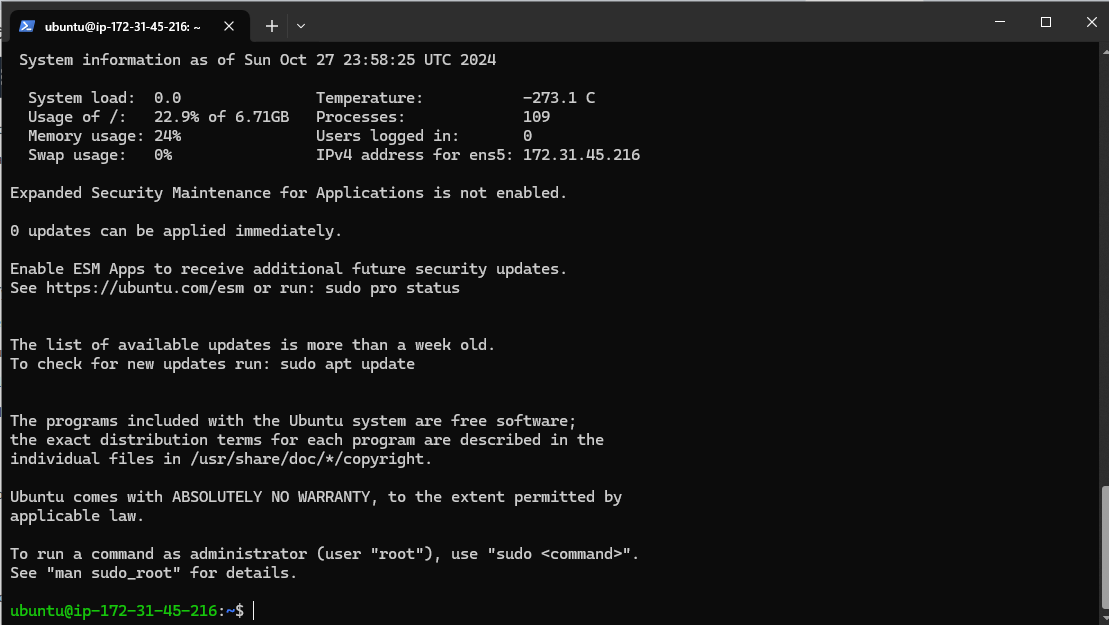 ubuntu@ip-172-31-45-216: ~
System information as of Sun Oct 27 23:58:25 UTC 2024
System load: 0.0 Temperature: -273.1 C
Usage of /: 22.9% of 6.71GB Processes: 109
Memory usage: 24% Users logged in: 0
Swap usage: 0% IPv4 address for ens5: 172.31.45.216
Expanded Security Maintenance for Applications is not enabled.
0 updates can be applied immediately.
Enable ESM Apps to receive additional future security updates.
See https://ubuntu.com/esm or run: sudo pro status
The list of available updates is more than a week old.
To check for new updates run: sudo apt update
The programs included with the Ubuntu system are free software;
the exact distribution terms for each program are described in the
individual files in /usr/share/doc/*/copyright.
Ubuntu comes with ABSOLUTELY NO WARRANTY, to the extent permitted by
applicable law.
To run a command as administrator (user "root"), use "sudo <command>".
See "man sudo_root" for details.
ubuntu@ip-172-31-45-216:~$